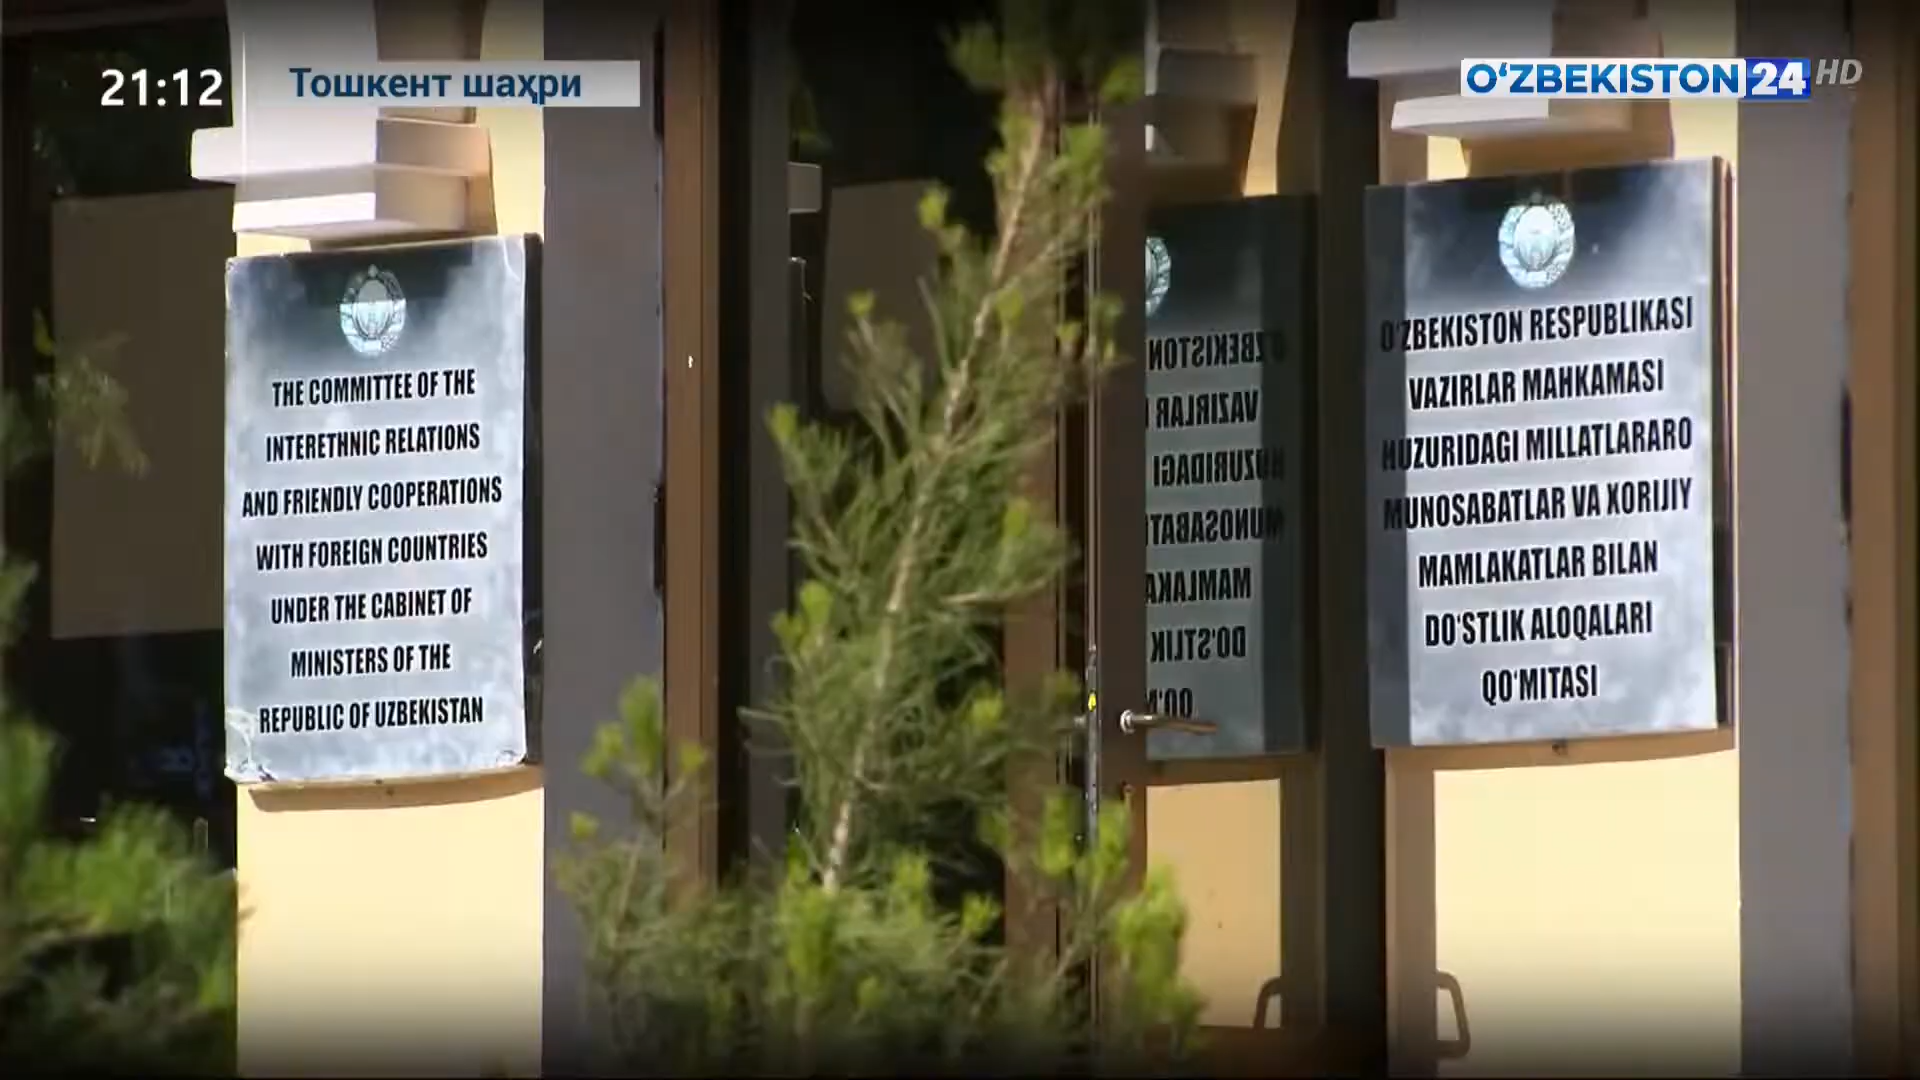 21:12
Тошкент шаҳри
O‘ZBEKISTON 24 HD
THE COMMITTEE OF THE
INTERETHNIC RELATIONS
AND FRIENDLY COOPERATIONS
WITH FOREIGN COUNTRIES
UNDER THE CABINET OF
MINISTERS OF THE
REPUBLIC OF UZBEKISTAN
O‘ZBEKISTON RESPUBLIKASI
VAZIRLAR MAHKAMASI
HUZURIDAGI MILLATLARARO
MUNOSABATLAR VA XORIJIY
MAMLAKATLAR BILAN
DO‘STLIK ALOQALARI
QO‘MITASI